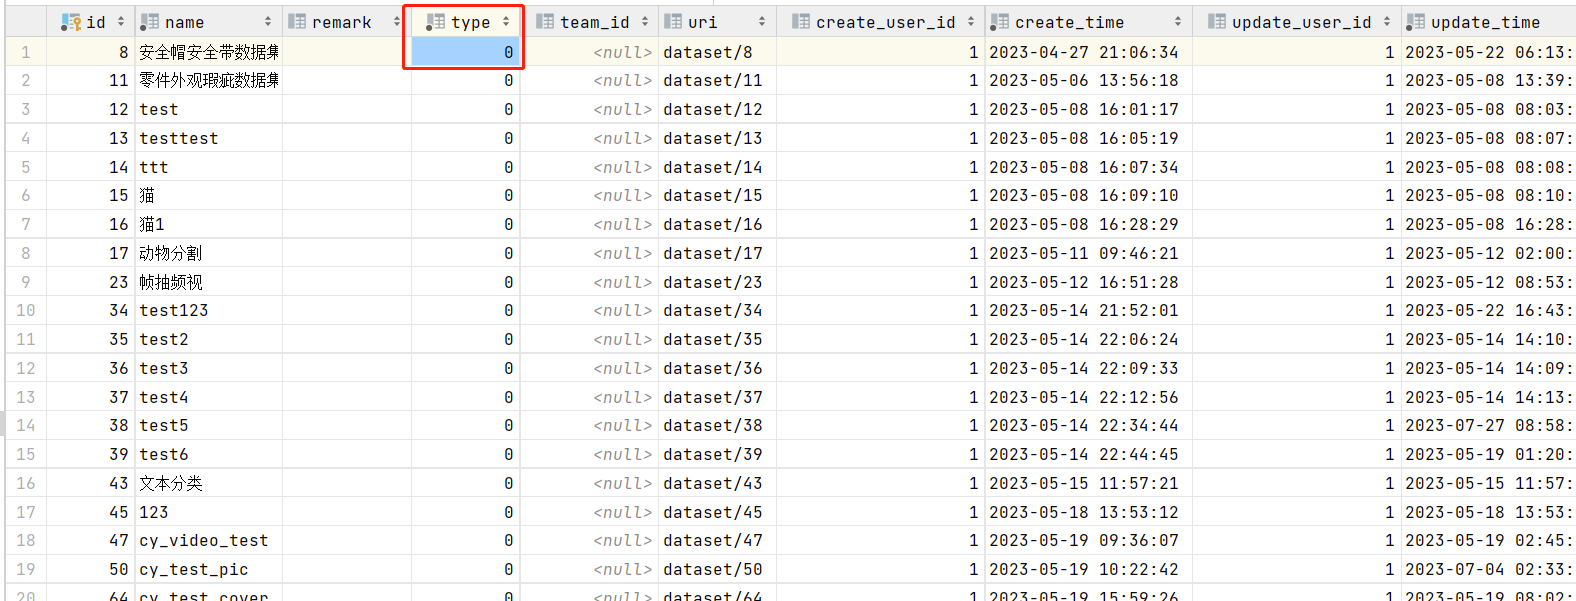 id name remark type team_id uri create_user_id create_time update_user_id update_time
1 8 安全帽安全带数据集 0 <null> dataset/8 1 2023-04-27 21:06:34 1 2023-05-22 06:13:
2 11 零件外观瑕疵数据集 0 <null> dataset/11 1 2023-05-06 13:56:18 1 2023-05-08 13:39:
3 12 test 0 <null> dataset/12 1 2023-05-08 16:01:17 1 2023-05-08 08:03:
4 13 testtest 0 <null> dataset/13 1 2023-05-08 16:05:19 1 2023-05-08 08:07:
5 14 ttt 0 <null> dataset/14 1 2023-05-08 16:07:34 1 2023-05-08 08:08:
6 15 猫 0 <null> dataset/15 1 2023-05-08 16:09:10 1 2023-05-08 08:10:
7 16 猫1 0 <null> dataset/16 1 2023-05-08 16:28:29 1 2023-05-08 16:28:
8 17 动物分割 0 <null> dataset/17 1 2023-05-11 09:46:21 1 2023-05-12 02:00:
9 23 帧抽频视 0 <null> dataset/23 1 2023-05-12 16:51:28 1 2023-05-12 08:53:
10 34 test123 0 <null> dataset/34 1 2023-05-14 21:52:01 1 2023-05-22 16:43:
11 35 test2 0 <null> dataset/35 1 2023-05-14 22:06:24 1 2023-05-14 14:10:
12 36 test3 0 <null> dataset/36 1 2023-05-14 22:09:33 1 2023-05-14 14:09:
13 37 test4 0 <null> dataset/37 1 2023-05-14 22:12:56 1 2023-05-14 14:13:
14 38 test5 0 <null> dataset/38 1 2023-05-14 22:34:44 1 2023-07-27 08:58:
15 39 test6 0 <null> dataset/39 1 2023-05-14 22:44:45 1 2023-05-19 01:20:
16 43 文本分类 0 <null> dataset/43 1 2023-05-15 11:57:21 1 2023-05-15 11:57:
17 45 123 0 <null> dataset/45 1 2023-05-18 13:53:12 1 2023-05-18 13:53:
18 47 cy_video_test 0 <null> dataset/47 1 2023-05-19 09:36:07 1 2023-05-19 02:45:
19 50 cy_test_pic 0 <null> dataset/50 1 2023-05-19 10:22:42 1 2023-07-04 02:33:
20 64 cy_test_cover 0 <null> dataset/64 1 2023-05-19 15:59:26 1 2023-05-19 08:02: